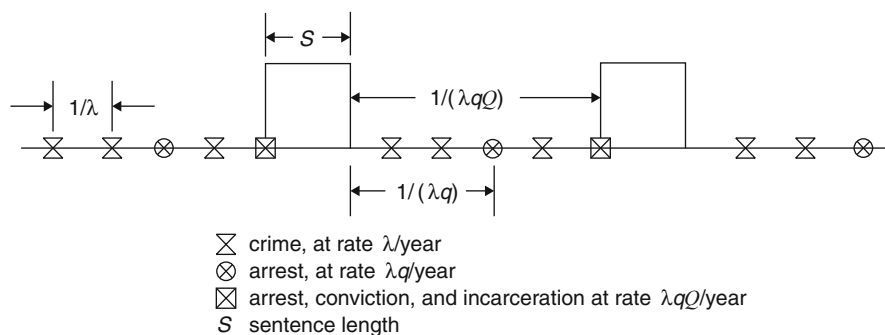 S
1/λ
1/(λqQ)
1/(λq)
crime, at rate λ/year
arrest, at rate λq/year
arrest, conviction, and incarceration at rate λqQ/year
S sentence length